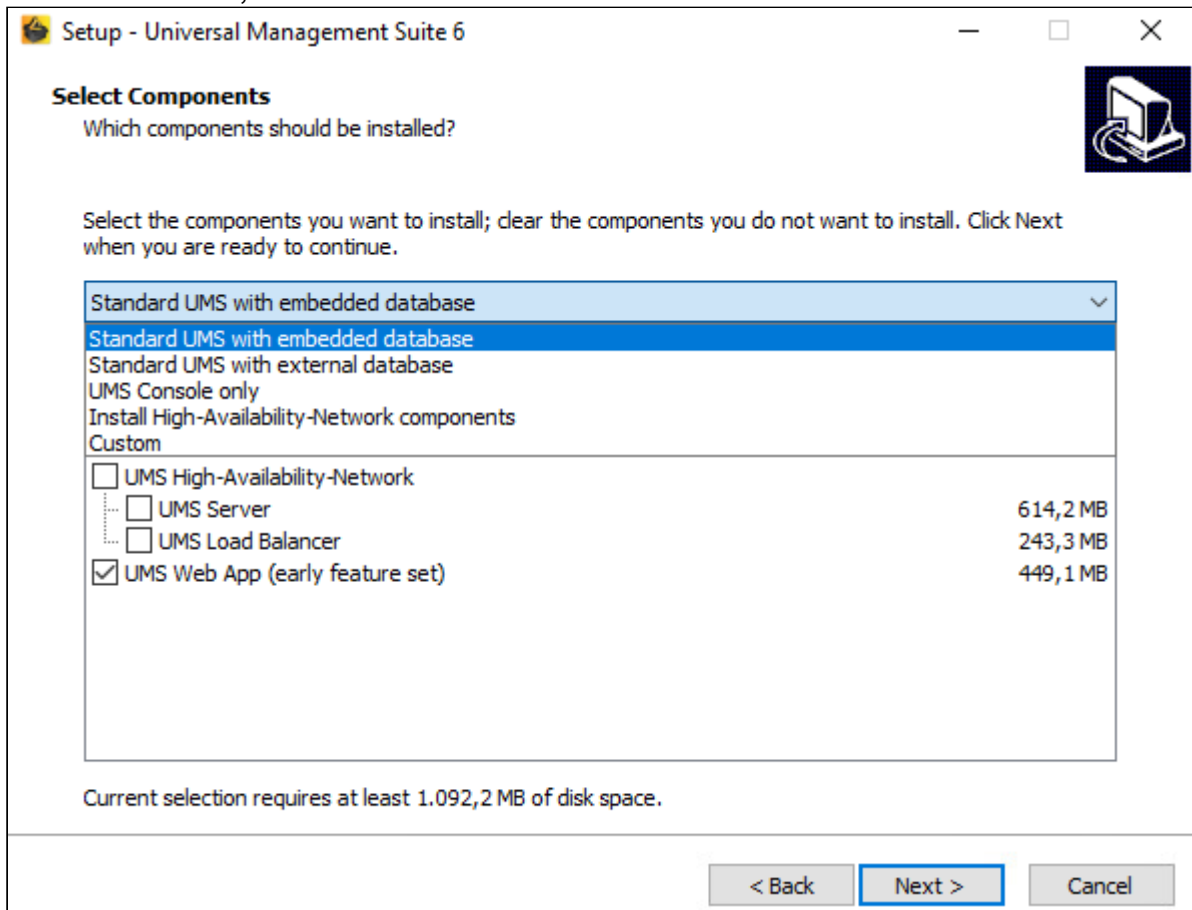 Setup - Universal Management Suite 6
Select Components
Which components should be installed?
Select the components you want to install; clear the components you do not want to install. Click Next
when you are ready to continue.
Standard UMS with embedded database
Standard UMS with embedded database
Standard UMS with external database
UMS Console only
Install High-Availability-Network components
Custom
UMS High-Availability-Network
UMS Server 614,2 MB
UMS Load Balancer 243,3 MB
UMS Web App (early feature set) 449,1 MB
Current selection requires at least 1.092,2 MB of disk space.
< Back Next > Cancel